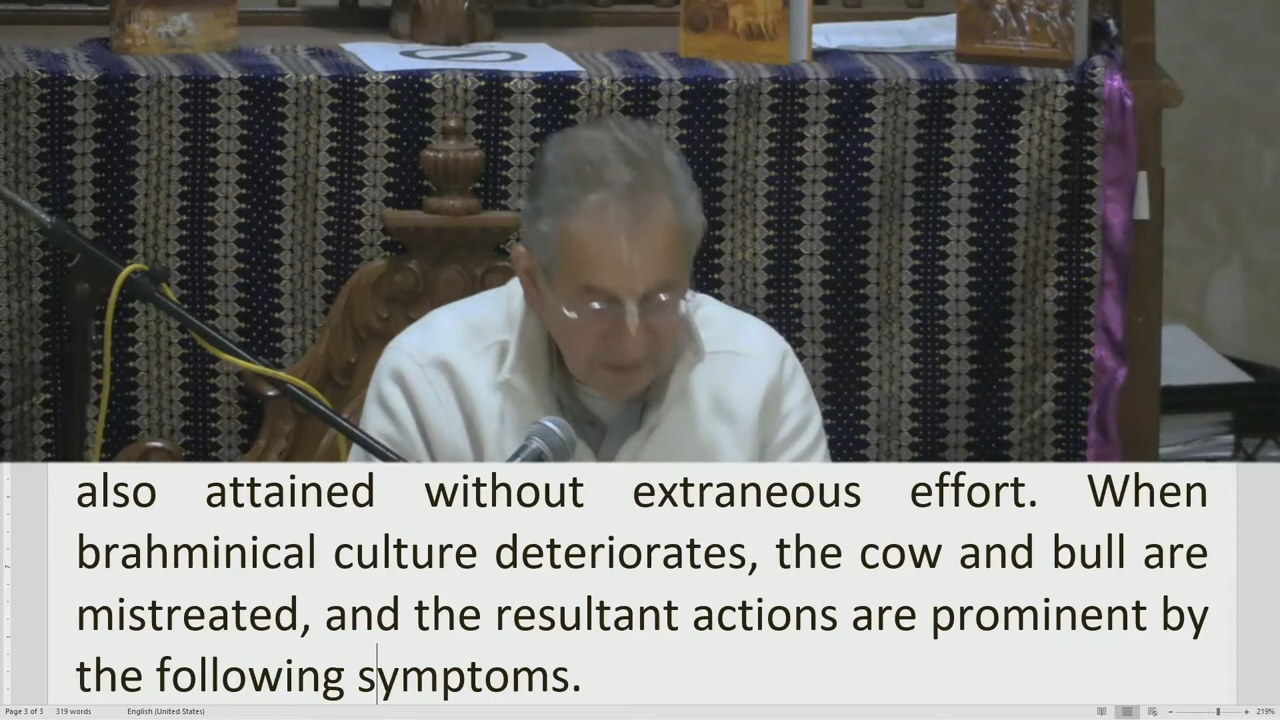 also attained without extraneous effort. When
brahminical culture deteriorates, the cow and bull are
mistreated, and the resultant actions are prominent by
the following symptoms.
Page 3 of 3 319 words English (United States) 219%